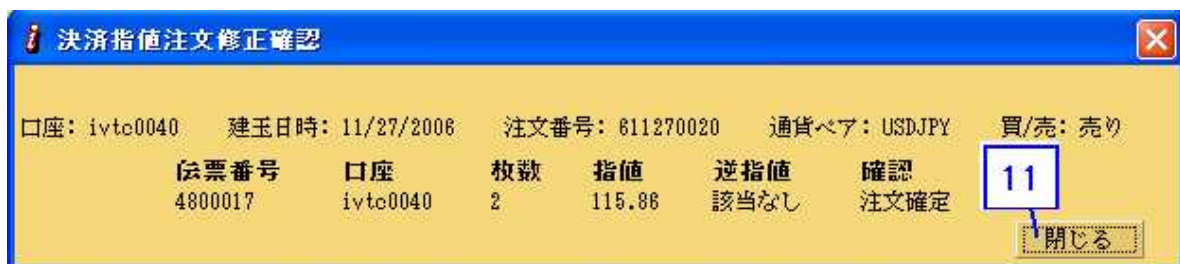 決済指値注文修正確認
口座: ivtc0040 建玉日時: 11/27/2006 注文番号: 611270020 通貨ペア: USDJPY 買/売: 売り
伝票番号 口座 枚数 指値 逆指値 確認
4800017 ivtc0040 2 115.86 該当なし 注文確定
11
閉じる